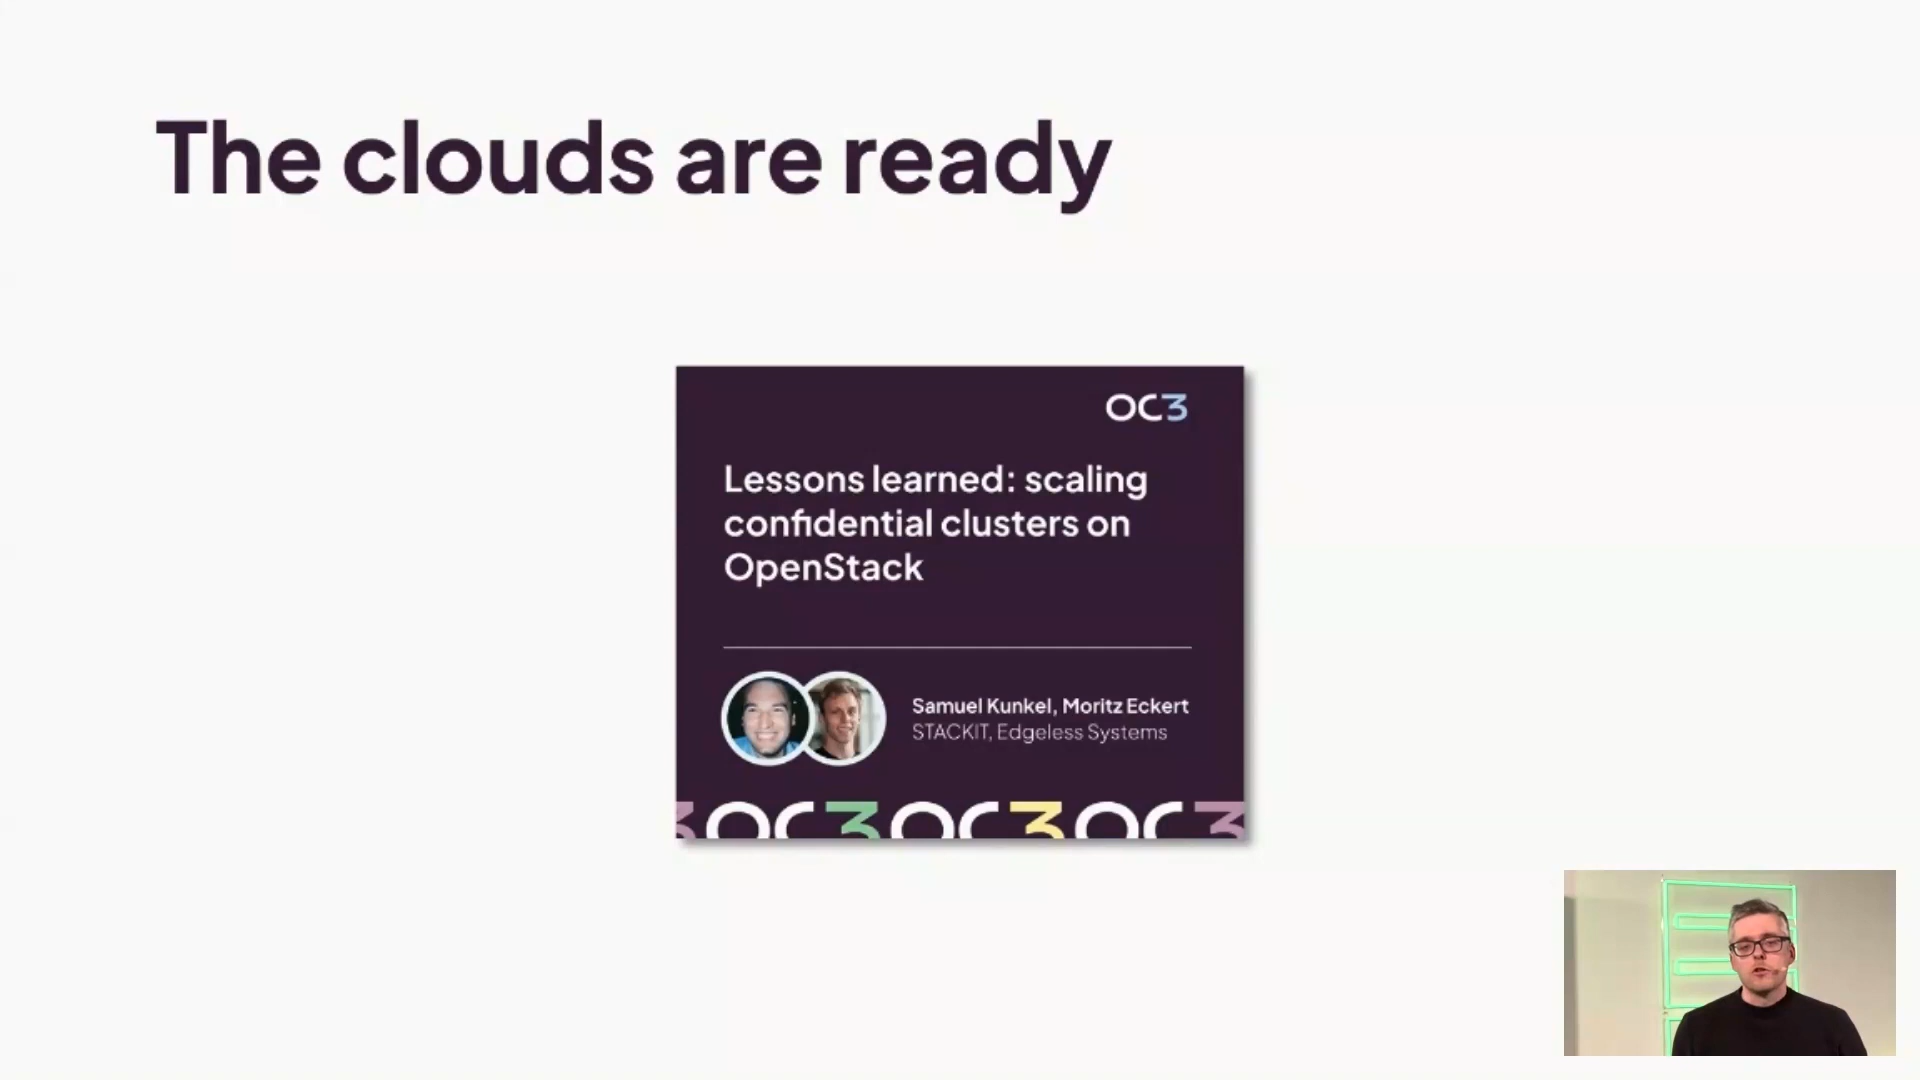 The clouds are ready
OC3
Lessons learned: scaling
confidential clusters on
OpenStack
Samuel Kunkel, Moritz Eckert
STACKIT, Edgeless Systems
3OC3OC3OC3